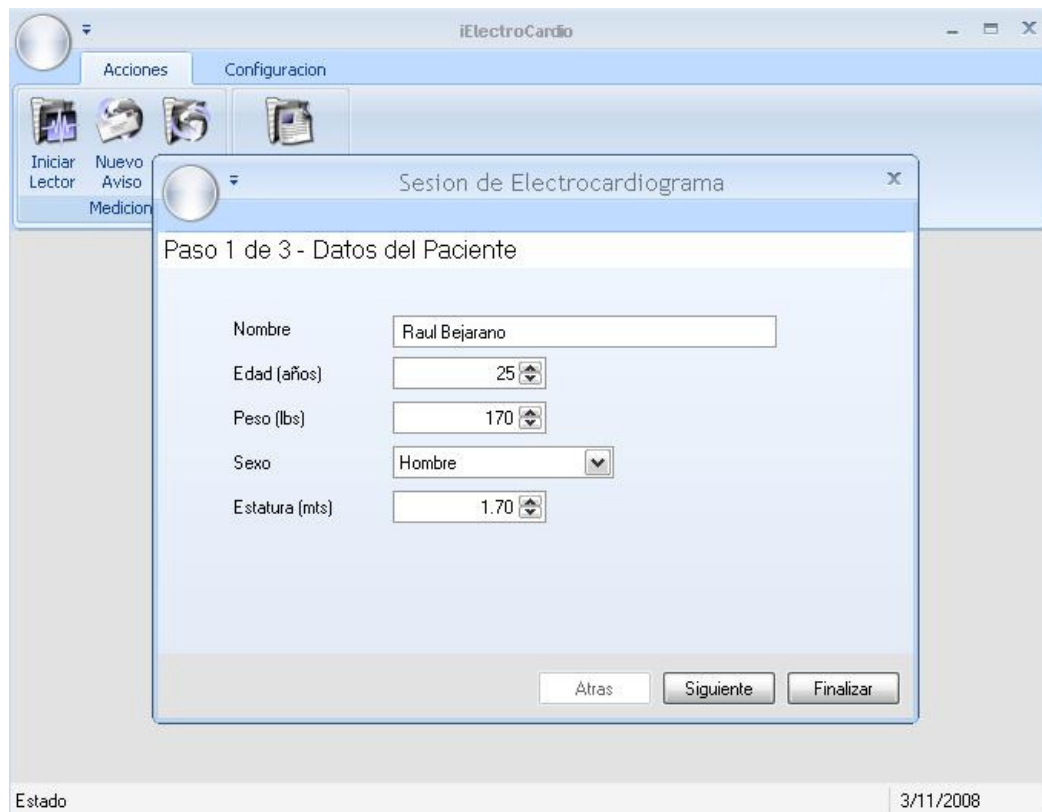 iElectroCardio
Acciones Configuracion
Iniciar Lector
Nuevo Aviso
Medicion
Sesion de Electrocardiograma
Paso 1 de 3 - Datos del Paciente
Nombre Raul Bejarano
Edad (años) 25
Peso (lbs) 170
Sexo Hombre
Estatura (mts) 1.70
Atras Siguiente Finalizar
Estado 3/11/2008